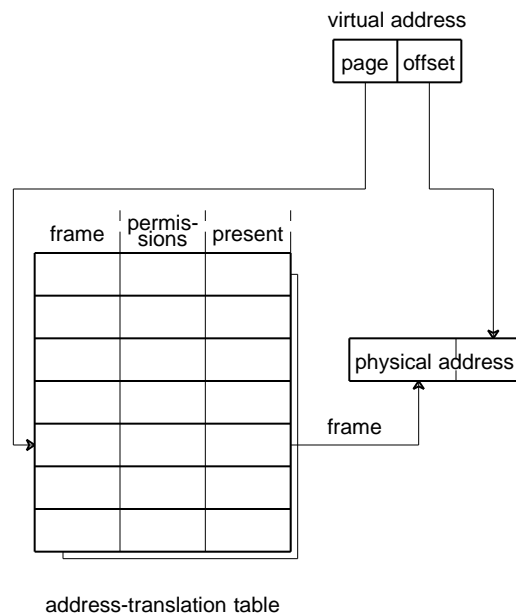 virtual address
page offset
frame permis-
sions present
physical address
frame
address-translation table